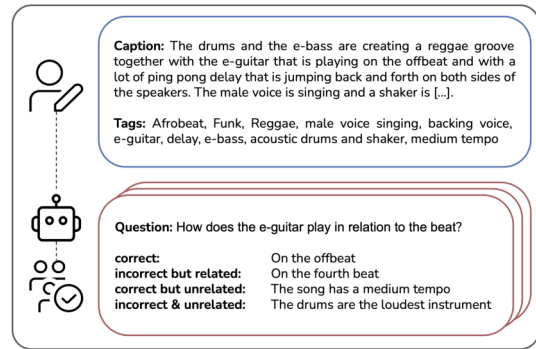 Caption: The drums and the e-bass are creating a reggae groove
together with the e-guitar that is playing on the offbeat and with a
lot of ping pong delay that is jumping back and forth on both sides of
the speakers. The male voice is singing and a shaker is [...].
Tags: Afrobeat, Funk, Reggae, male voice singing, backing voice,
e-guitar, delay, e-bass, acoustic drums and shaker, medium tempo
Question: How does the e-guitar play in relation to the beat?
correct: On the offbeat
incorrect but related: On the fourth beat
correct but unrelated: The song has a medium tempo
incorrect & unrelated: The drums are the loudest instrument